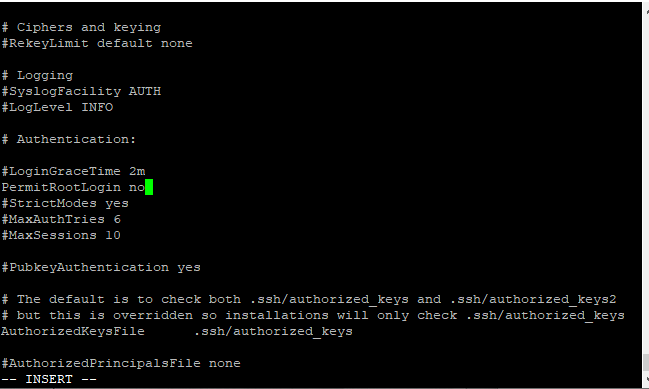 # Ciphers and keying
#RekeyLimit default none
# Logging
#SyslogFacility AUTH
#LogLevel INFO
# Authentication:
#LoginGraceTime 2m
PermitRootLogin no
#StrictModes yes
#MaxAuthTries 6
#MaxSessions 10
#PubkeyAuthentication yes
# The default is to check both .ssh/authorized_keys and .ssh/authorized_keys2
# but this is overridden so installations will only check .ssh/authorized_keys
AuthorizedKeysFile      .ssh/authorized_keys
#AuthorizedPrincipalsFile none
-- INSERT --